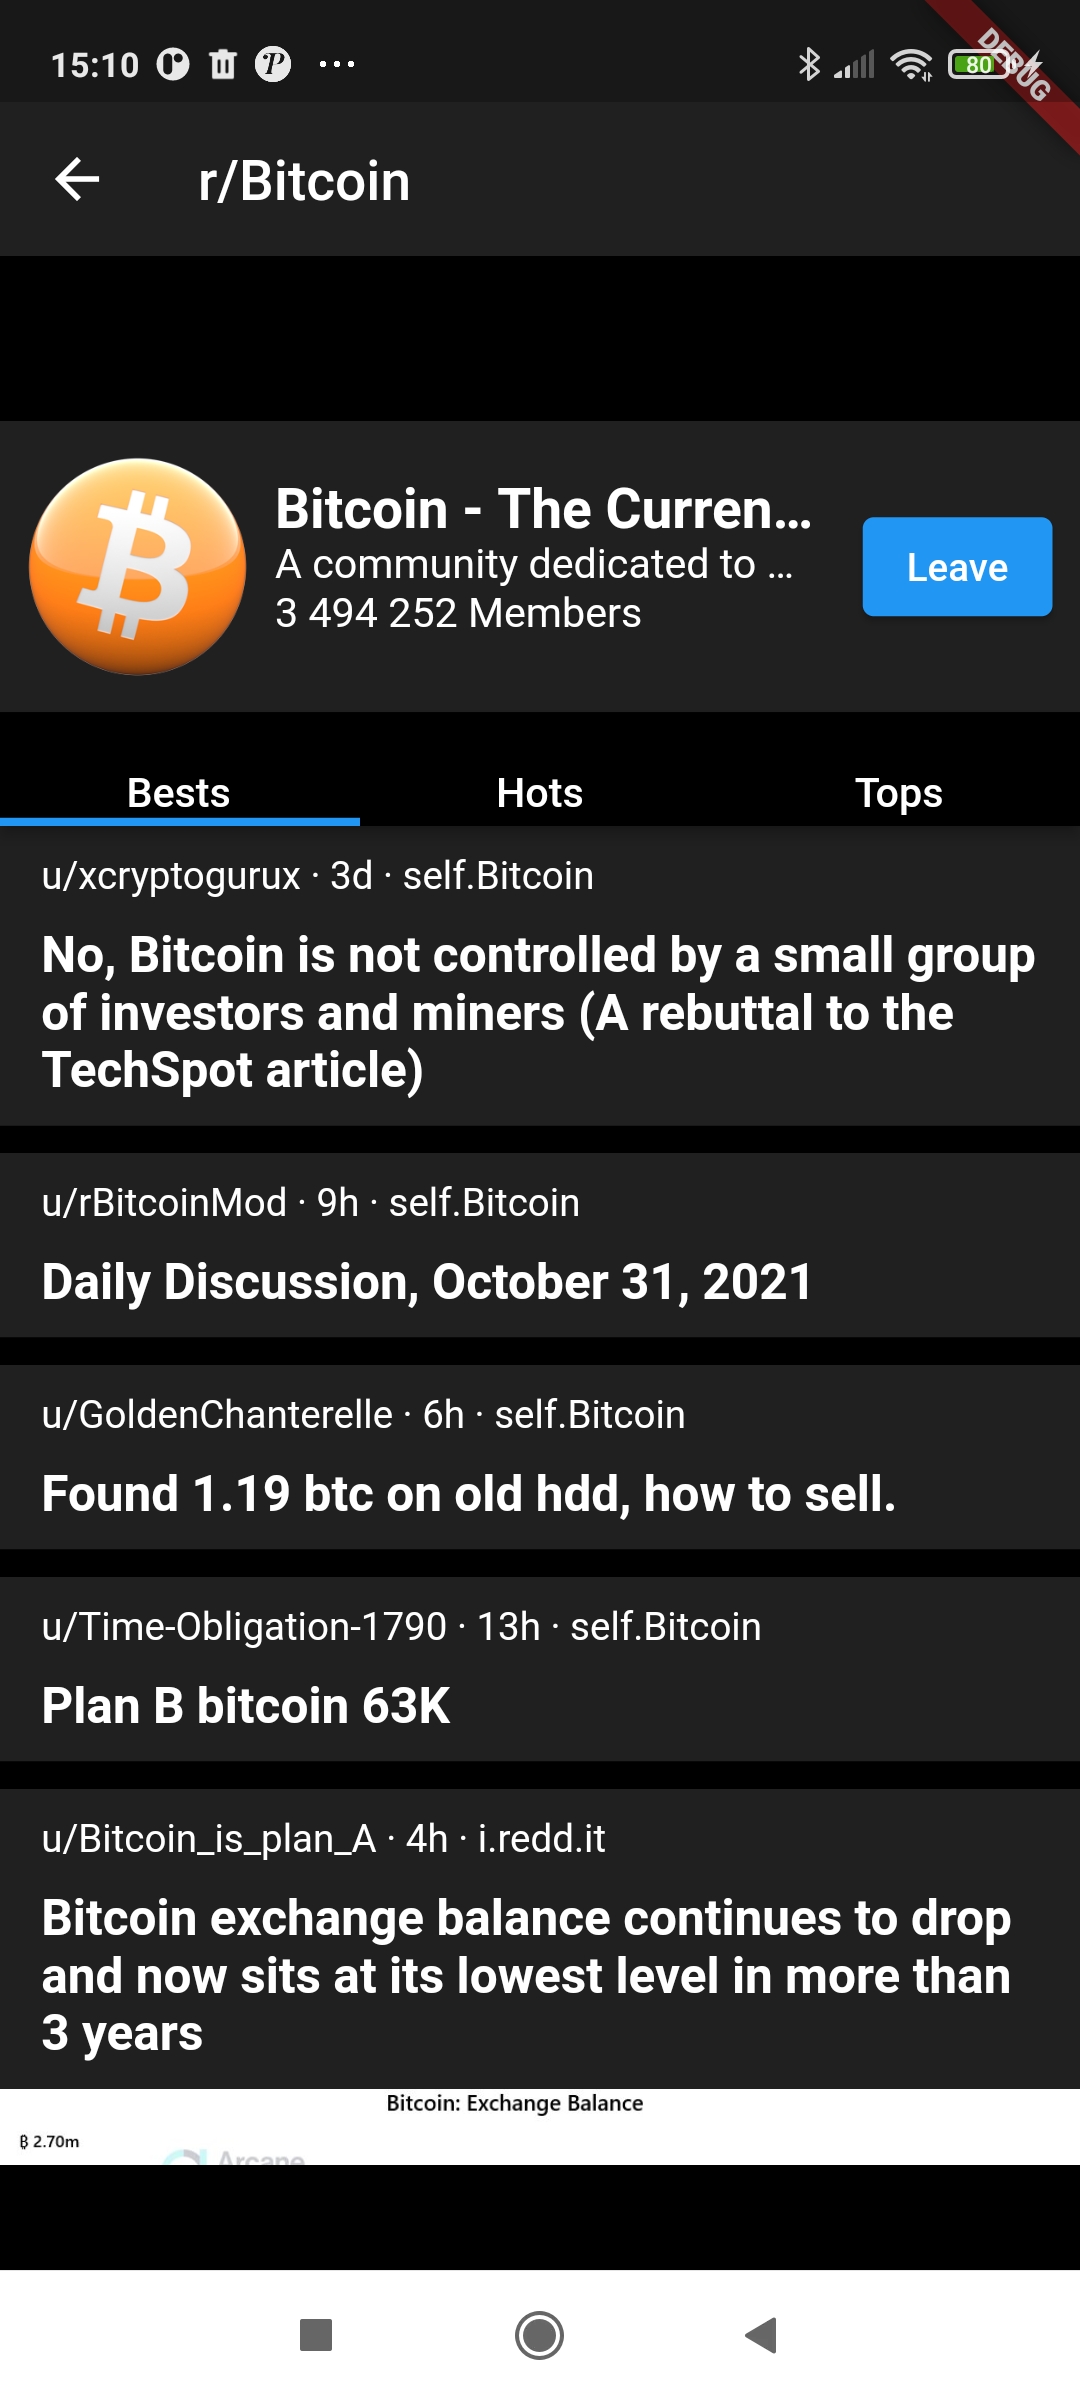 15:10
80
DEBUG
r/Bitcoin
Bitcoin - The Curren...
A community dedicated to ...
3 494 252 Members
Leave
Bests
Hots
Tops
u/xcryptogurux · 3d · self.Bitcoin
No, Bitcoin is not controlled by a small group
of investors and miners (A rebuttal to the
TechSpot article)
u/rBitcoinMod · 9h · self.Bitcoin
Daily Discussion, October 31, 2021
u/GoldenChanterelle · 6h · self.Bitcoin
Found 1.19 btc on old hdd, how to sell.
u/Time-Obligation-1790 · 13h · self.Bitcoin
Plan B bitcoin 63K
u/Bitcoin_is_plan_A · 4h · i.redd.it
Bitcoin exchange balance continues to drop
and now sits at its lowest level in more than
3 years
Bitcoin: Exchange Balance
₿ 2.70m
Arcane